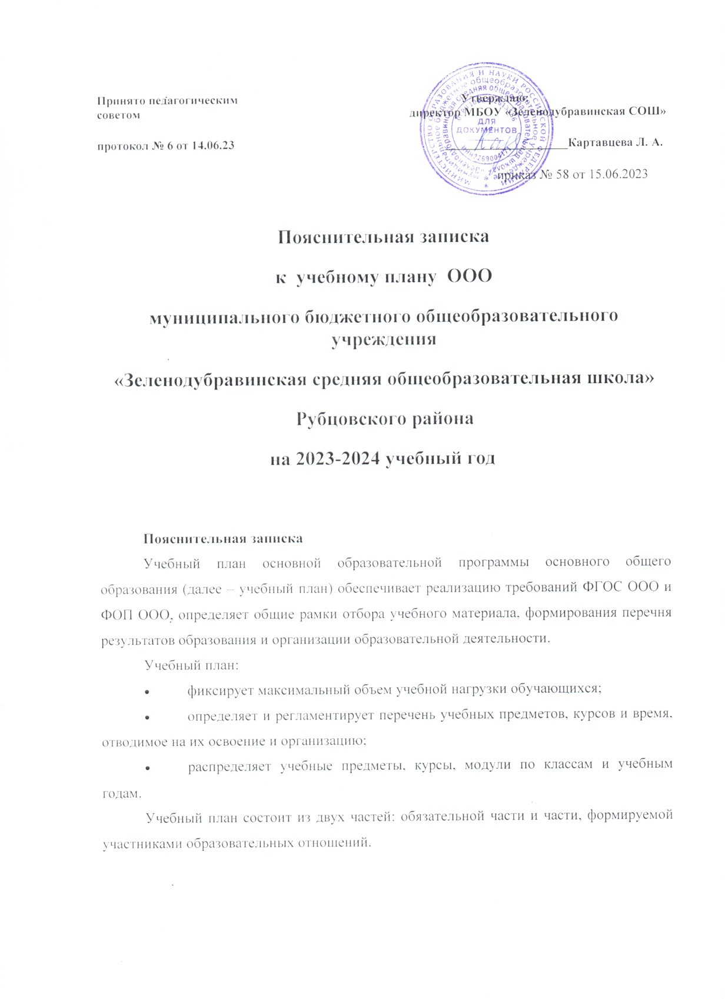 Принято педагогическим
советом
протокол № 6 от 14.06.23
Утверждаю:
директор МБОУ «Зеленодубравинская СОШ»
Картавцева Л. А.
приказ № 58 от 15.06.2023
МИНИСТЕРСТВО ОБРАЗОВАНИЯ И НАУКИ РОССИЙСКОЙ ФЕДЕРАЦИИ
ДЛЯ
ДОКУМЕНТОВ
Пояснительная записка
к учебному плану ООО
муниципального бюджетного общеобразовательного
учреждения
«Зеленодубравинская средняя общеобразовательная школа»
Рубцовского района
на 2023-2024 учебный год
Пояснительная записка
Учебный план основной образовательной программы основного общего
образования (далее – учебный план) обеспечивает реализацию требований ФГОС ООО и
ФОП ООО, определяет общие рамки отбора учебного материала, формирования перечня
результатов образования и организации образовательной деятельности.
Учебный план:
• фиксирует максимальный объем учебной нагрузки обучающихся;
• определяет и регламентирует перечень учебных предметов, курсов и время,
отводимое на их освоение и организацию;
• распределяет учебные предметы, курсы, модули по классам и учебным
годам.
Учебный план состоит из двух частей: обязательной части и части, формируемой
участниками образовательных отношений.